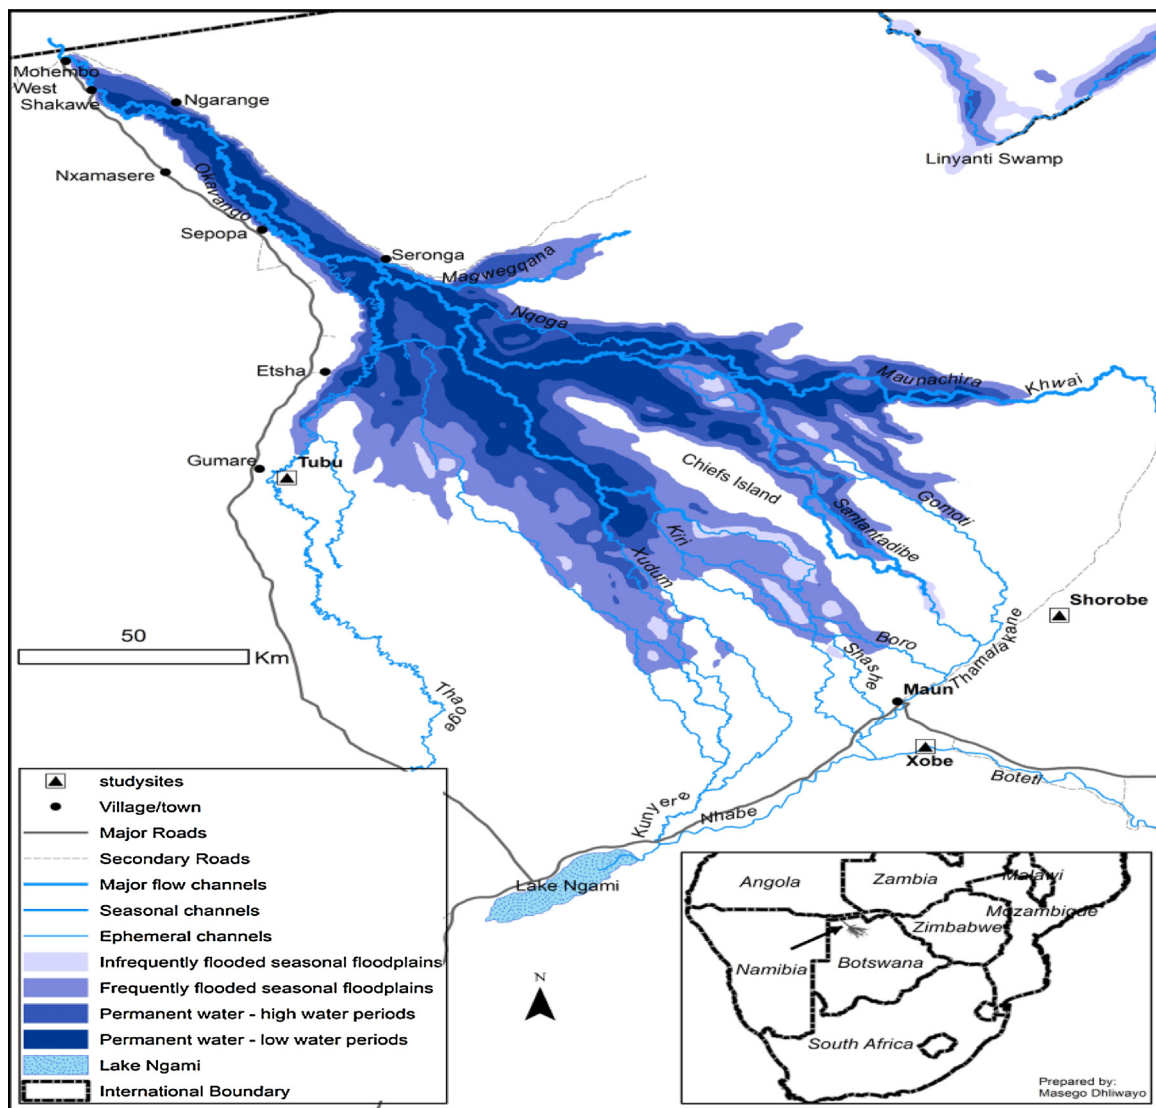 Mohembo
West
Shakawe
Ngarange
Linyanti Swamp
Nxamasere
Okavango
Sepopa
Seronga
Magwegqana
Nqoga
Etsha
Maunachira
Khwai
Gumare
Tubu
Chiefs Island
Gomoti
Santantadibe
Kiri
Xudum
Shorobe
50
Km
Boro
Shashe
Thamalakane
Maun
Thaoge
Xobe
Boteti
Kunyere
Nhabe
Lake Ngami
studysites
Village/town
Major Roads
Secondary Roads
Major flow channels
Seasonal channels
Ephemeral channels
Infrequently flooded seasonal floodplains
Frequently flooded seasonal floodplains
Permanent water - high water periods
Permanent water - low water periods
Lake Ngami
International Boundary
N
Angola
Zambia
Malawi
Mozambique
Zimbabwe
Namibia
Botswana
South Africa
Prepared by:
Masego Dhliwayo